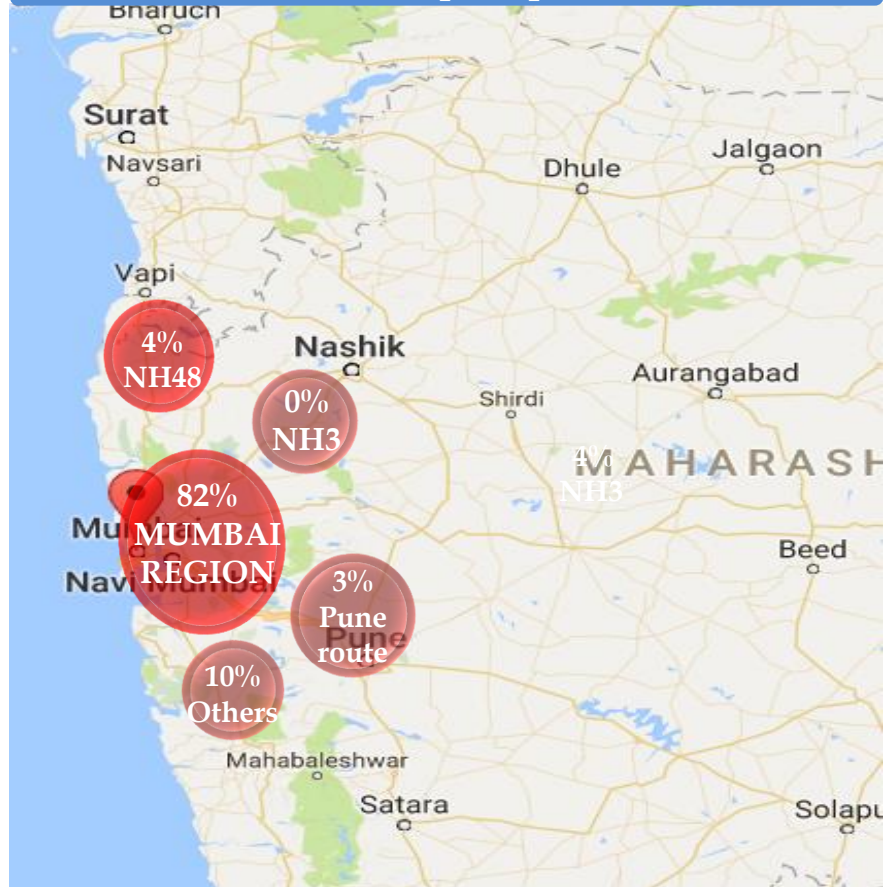 Bharuch
Surat
Navsari
Dhule
Jalgaon
Vapi
4%
NH48
Nashik
0%
NH3
Aurangabad
Shirdi
4%
NH3
MAHARASH
82%
MUMBAI
REGION
Mumbai
Navi Mumbai
Beed
3%
Pune
route
Pune
10%
Others
Mahabaleshwar
Satara
Solapu